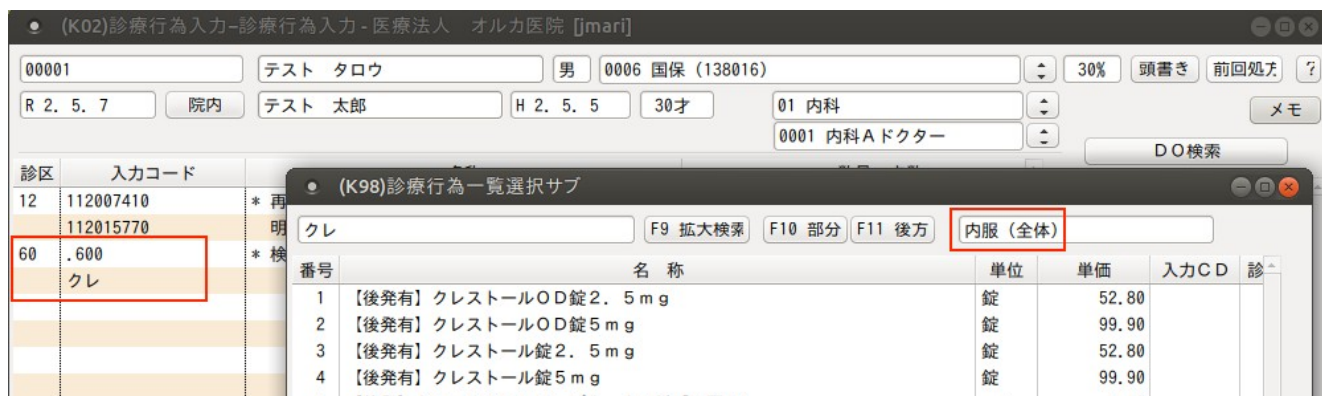 (K02)診療行為入力-診療行為入力 - 医療法人 オルカ医院 [jmari]
00001 テスト タロウ 男 0006 国保 (138016) 30% 頭書き 前回処方 ?
R 2. 5. 7 院内 テスト 太郎 H 2. 5. 5 30才 01 内科 メモ
0001 内科Aドクター
DO検索
診区 入力コード
12 112007410 * 再
112015770 明
60 .600 * 検
クレ
(K98)診療行為一覧選択サブ
クレ F9 拡大検索 F10 部分 F11 後方 内服(全体)
番号 名 称 単位 単価 入力CD 診
1 【後発有】クレストールOD錠2.5mg 錠 52.80
2 【後発有】クレストールOD錠5mg 錠 99.90
3 【後発有】クレストール錠2.5mg 錠 52.80
4 【後発有】クレストール錠5mg 錠 99.90